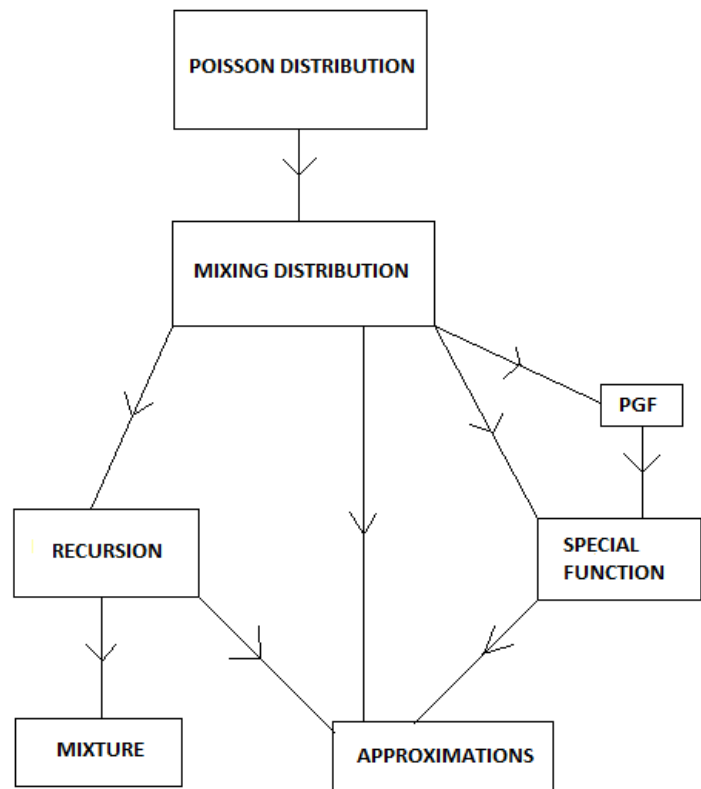 POISSON DISTRIBUTION
MIXING DISTRIBUTION
PGF
RECURSION
SPECIAL
FUNCTION
MIXTURE
APPROXIMATIONS